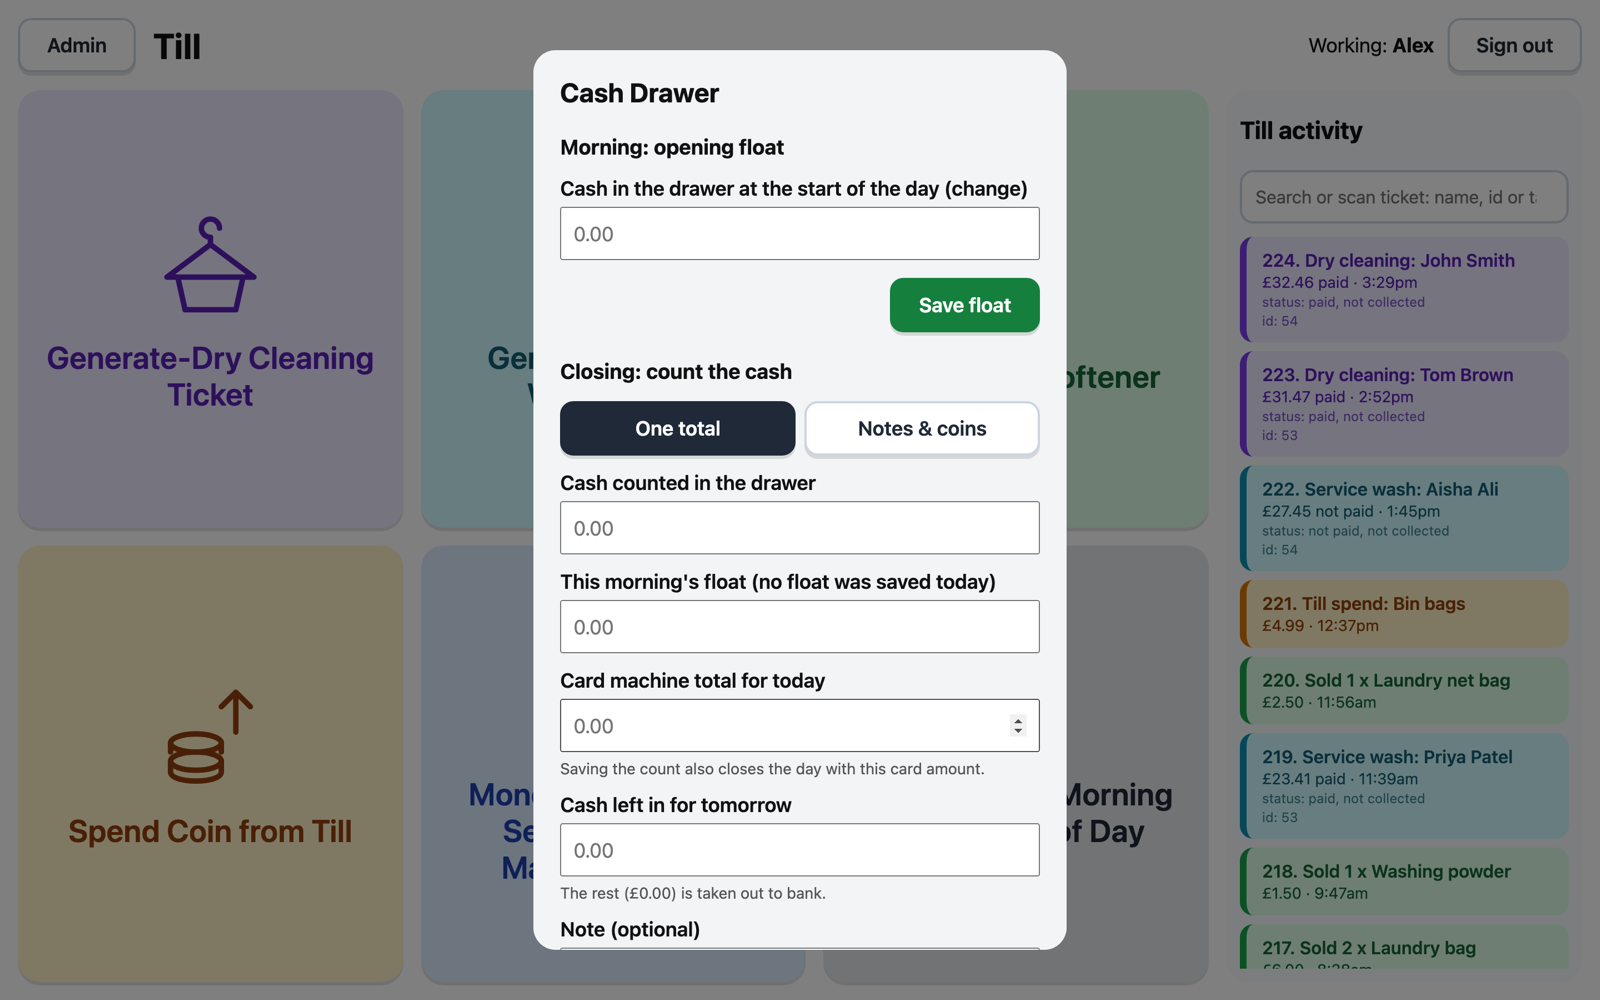 Admin
Till
Working: Alex
Sign out
Generate-Dry Cleaning
Ticket
Spend Coin from Till
Cash Drawer
Morning: opening float
Cash in the drawer at the start of the day (change)
0.00
Save float
Closing: count the cash
One total
Notes & coins
Cash counted in the drawer
0.00
This morning's float (no float was saved today)
0.00
Card machine total for today
0.00
Saving the count also closes the day with this card amount.
Cash left in for tomorrow
0.00
The rest (£0.00) is taken out to bank.
Note (optional)
Morning
Day
Till activity
Search or scan ticket: name, id or
224. Dry cleaning: John Smith
£32.46 paid · 3:29pm
status: paid, not collected
id: 54
223. Dry cleaning: Tom Brown
£31.47 paid · 2:52pm
status: paid, not collected
id: 53
222. Service wash: Aisha Ali
£27.45 not paid · 1:45pm
status: not paid, not collected
id: 54
221. Till spend: Bin bags
£4.99 · 12:37pm
220. Sold 1 x Laundry net bag
£2.50 · 11:56am
219. Service wash: Priya Patel
£23.41 paid · 11:39am
status: paid, not collected
id: 53
218. Sold 1 x Washing powder
£1.50 · 9:47am
217. Sold 2 x Laundry bag